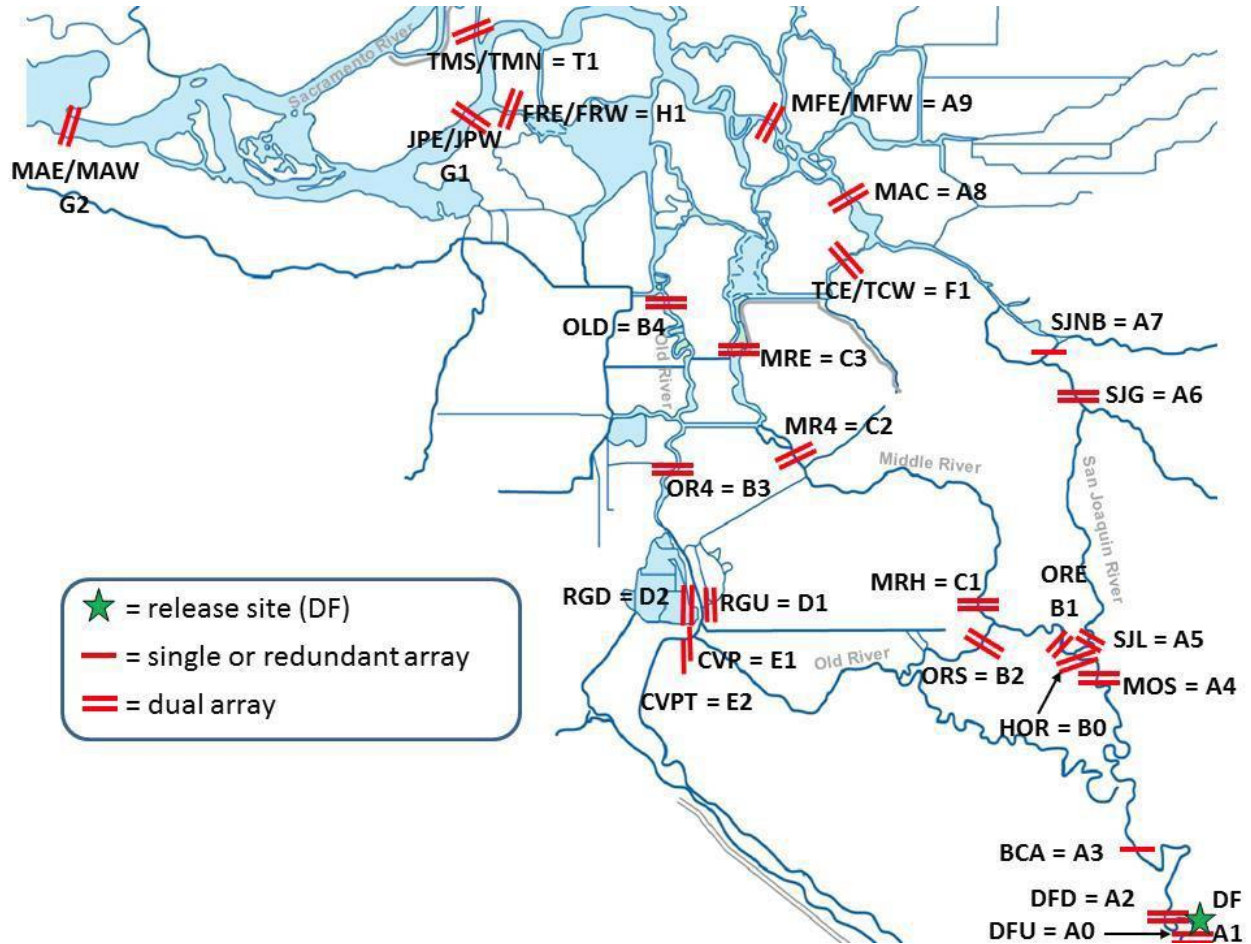 Sacramento River
TMS/TMN = T1
MFE/MFW = A9
FRE/FRW = H1
JPE/JPW
G1
MAE/MAW
G2
MAC = A8
TCE/TCW = F1
OLD = B4
SJNB = A7
Old River
MRE = C3
SJG = A6
MR4 = C2
Middle River
OR4 = B3
San Joaquin River
MRH = C1
ORE
B1
RGD = D2
RGU = D1
SJL = A5
CVP = E1
Old River
ORS = B2
MOS = A4
CVPT = E2
HOR = B0
= release site (DF)
= single or redundant array
= dual array
BCA = A3
DFD = A2
DF
DFU = A0
A1